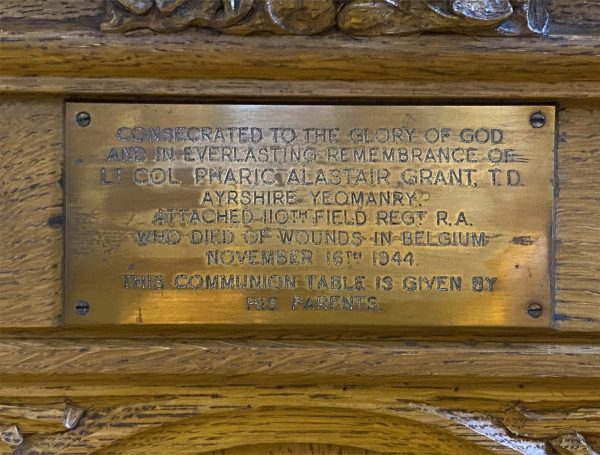 CONSECRATED TO THE GLORY OF GOD
AND IN EVERLASTING REMEMBRANCE OF
LT COL. PHARIC ALASTAIR GRANT, T.D.
AYRSHIRE YEOMANRY.
ATTACHED 110TH FIELD REGT R.A.
WHO DIED OF WOUNDS IN BELGIUM
NOVEMBER 16TH 1944.
THIS COMMUNION TABLE IS GIVEN BY
HIS PARENTS.